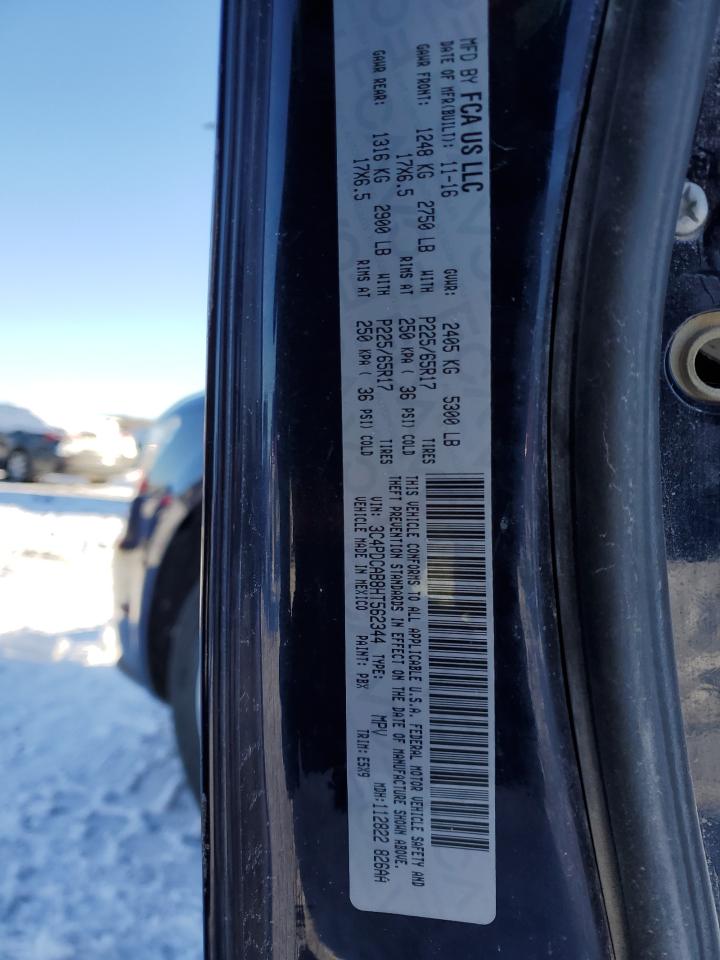 MFD BY FCA US LLC
DATE OF MFR(BUILT): 11-16 GVWR: 2405 KG 5300 LB
GAWR FRONT: 1248 KG 2750 LB WITH P225/65R17 TIRES
17X6.5 RIMS AT 250 KPA ( 36 PSI) COLD
GAWR REAR: 1316 KG 2900 LB WITH P225/65R17 TIRES
17X6.5 RIMS AT 250 KPA ( 36 PSI) COLD
THIS VEHICLE CONFORMS TO ALL APPLICABLE U.S.A. FEDERAL MOTOR VEHICLE SAFETY AND
THEFT PREVENTION STANDARDS IN EFFECT ON THE DATE OF MANUFACTURE SHOWN ABOVE.
VIN: 3C4PDCAB8HT562344 TYPE: MPV MDH: 112822 826AA
VEHICLE MADE IN MEXICO PAINT: PBX TRIM: E5X9